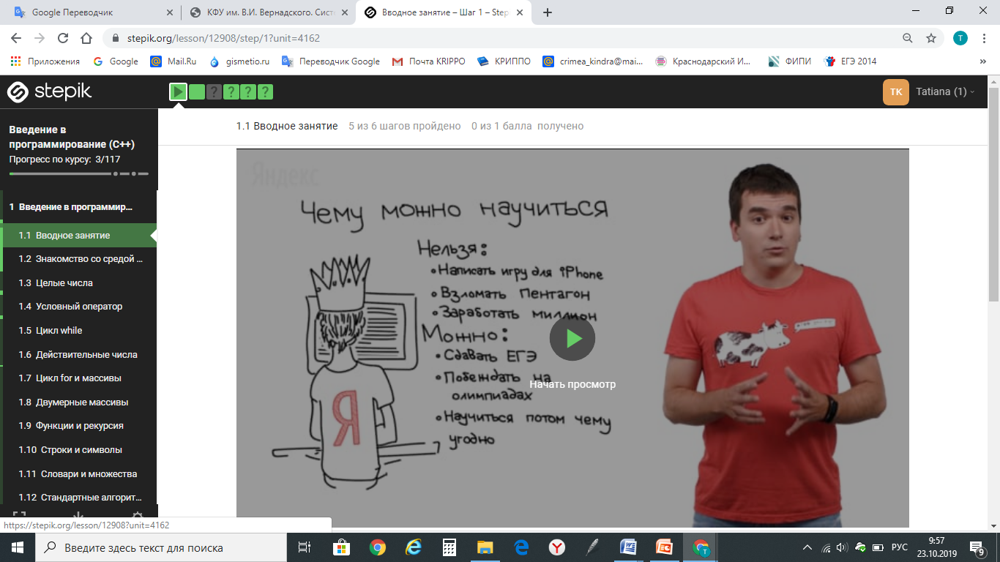 Google Переводчик
КФУ им. В.И. Вернадского. Сист
Вводное занятие – Шаг 1 – Step
stepik.org/lesson/12908/step/1?unit=4162
T
Приложения
Google
Mail.Ru
gismetio.ru
Переводчик Google
Почта KRIPPO
КРИППО
crimea_kindra@mai...
Краснодарский И...
ФИПИ
ЕГЭ 2014
»
stepik
? ? ? ?
TK
Tatiana (1)
Введение в
программирование (C++)
Прогресс по курсу: 3/117
1 Введение в программир...
1.1 Вводное занятие
1.2 Знакомство со средой ...
1.3 Целые числа
1.4 Условный оператор
1.5 Цикл while
1.6 Действительные числа
1.7 Цикл for и массивы
1.8 Двумерные массивы
1.9 Функции и рекурсия
1.10 Строки и символы
1.11 Словари и множества
1.12 Стандартные алгорит...
1.1 Вводное занятие 5 из 6 шагов пройдено 0 из 1 балла получено
Яндекс
Чему можно научиться
Нельзя:
•Написать игру для iPhone
•Взломать Пентагон
•Заработать миллион
Можно:
•Сдавать ЕГЭ
•Побеждать на
олимпиадах
•Научиться потом чему
угодно
Я
Начать просмотр
https://stepik.org/lesson/12908?unit=4162
Введите здесь текст для поиска
РУС
9:57
23.10.2019
9